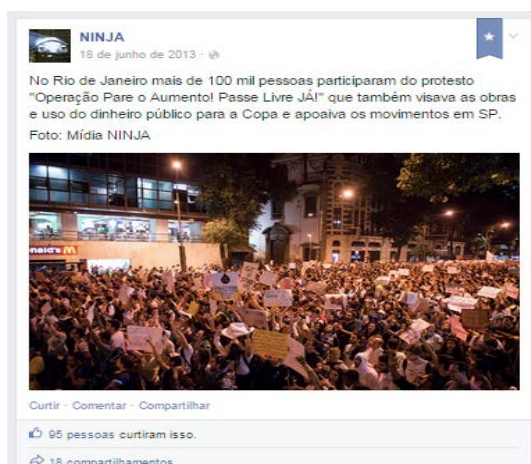 NINJA
18 de junho de 2013 ·
No Rio de Janeiro mais de 100 mil pessoas participaram do protesto
"Operação Pare o Aumento! Passe Livre JÁ!" que também visava as obras
e uso do dinheiro público para a Copa e apoaiva os movimentos em SP.
Foto: Mídia NINJA
nald's
Curtir · Comentar · Compartilhar
95 pessoas curtiram isso.
18 compartilhamentos